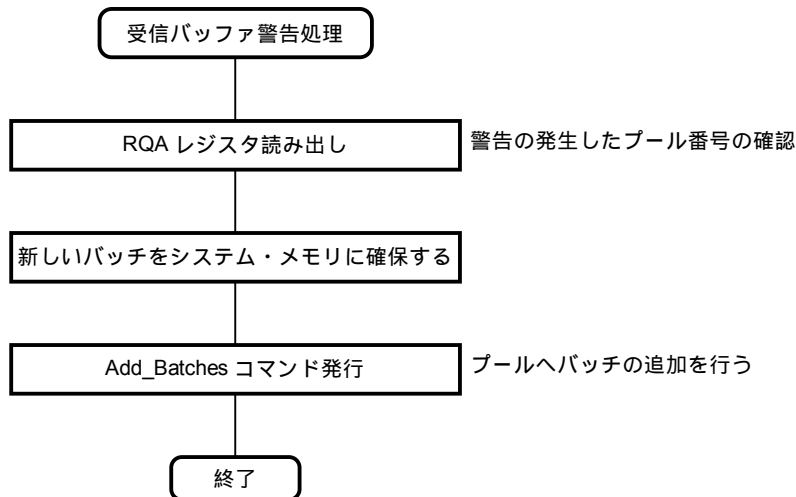 受信バッファ警告処理
RQA レジスタ読み出し
警告の発生したプール番号の確認
新しいバッチをシステム・メモリに確保する
Add_Batches コマンド発行
プールへバッチの追加を行う
終了